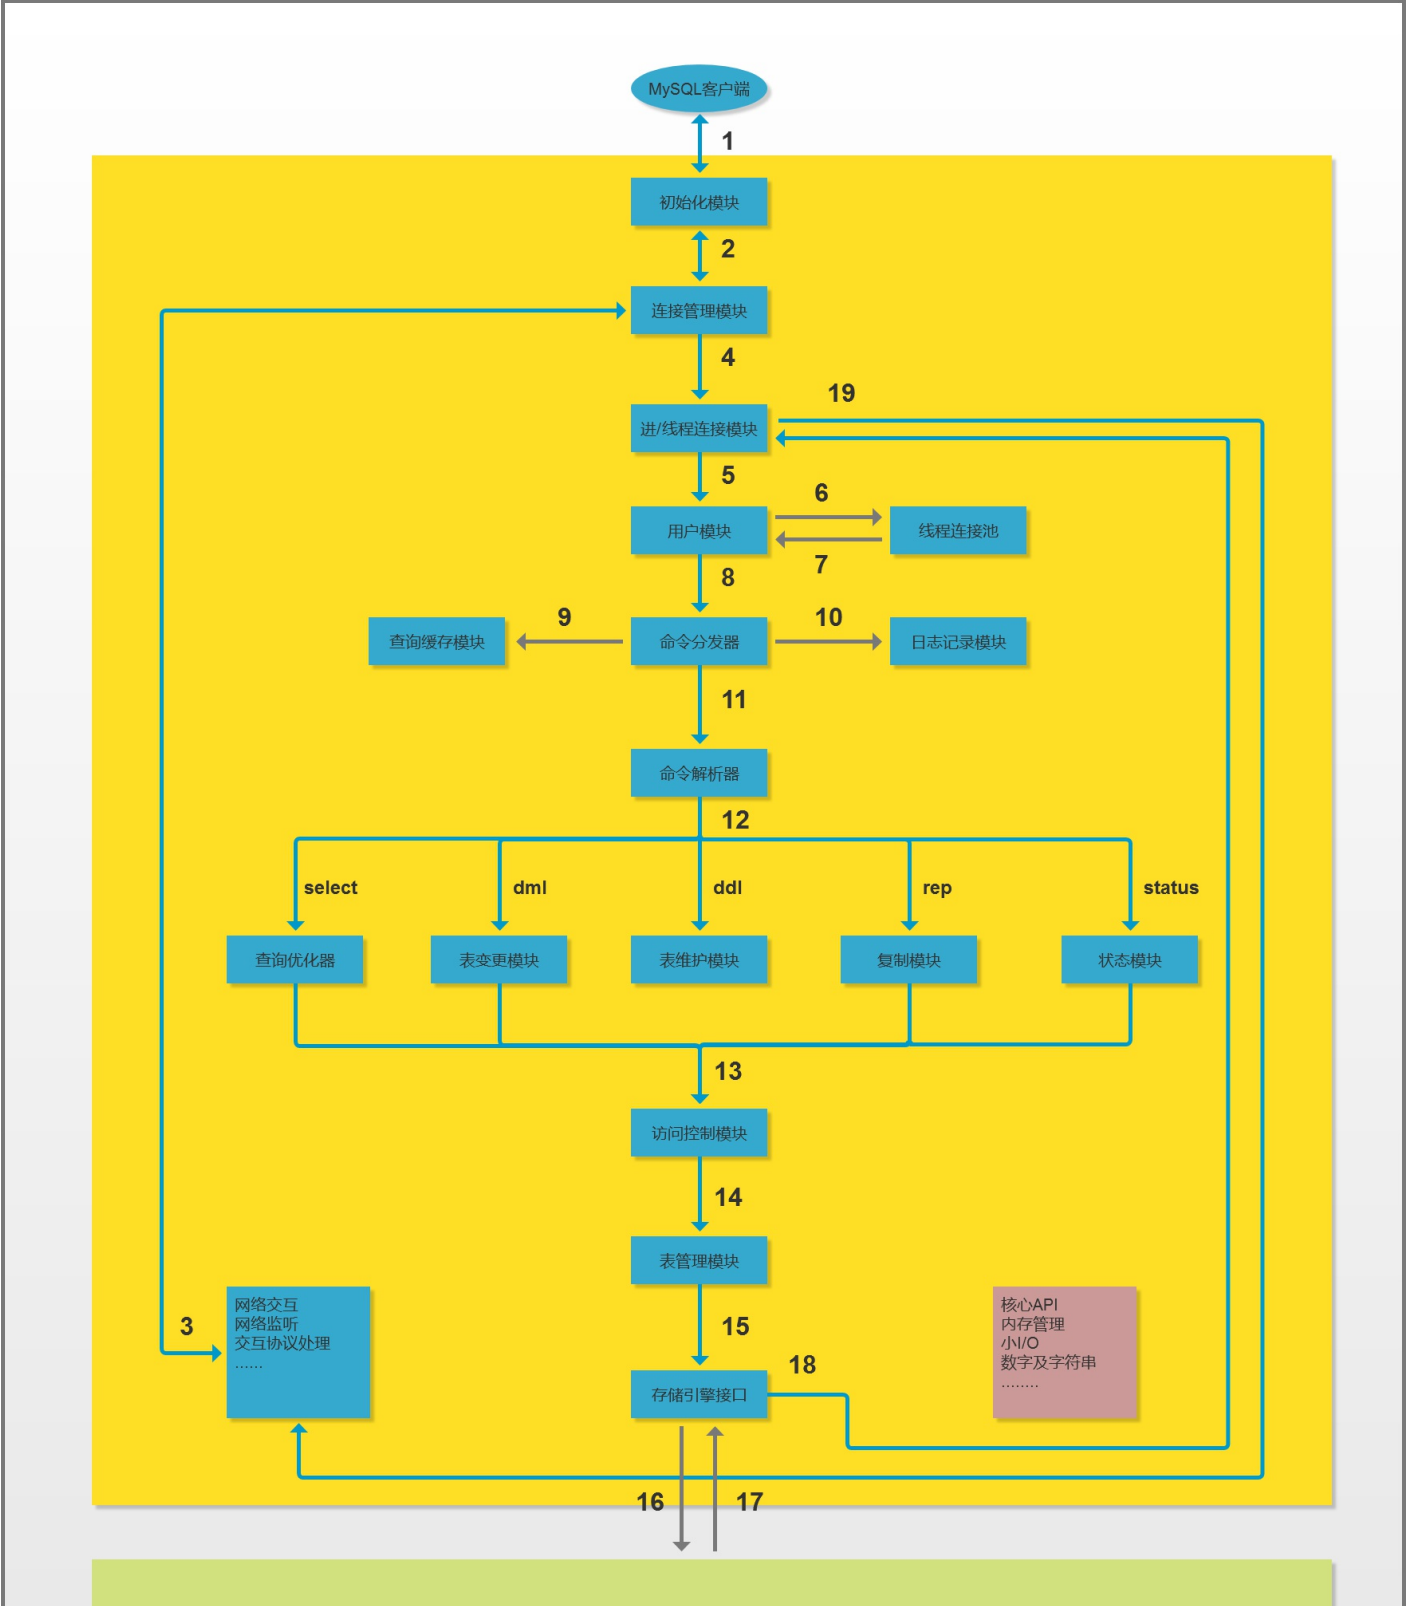 MySQL客户端
1
初始化模块
2
连接管理模块
4
19
进/线程连接模块
5
6
用户模块
线程连接池
7
8
9
10
查询缓存模块
命令分发器
日志记录模块
11
命令解析器
12
select
dml
ddl
rep
status
查询优化器
表变更模块
表维护模块
复制模块
状态模块
13
访问控制模块
14
表管理模块
3
网络交互
网络监听
交互协议处理
......
15
核心API
内存管理
小I/O
数字及字符串
........
18
存储引擎接口
16
17